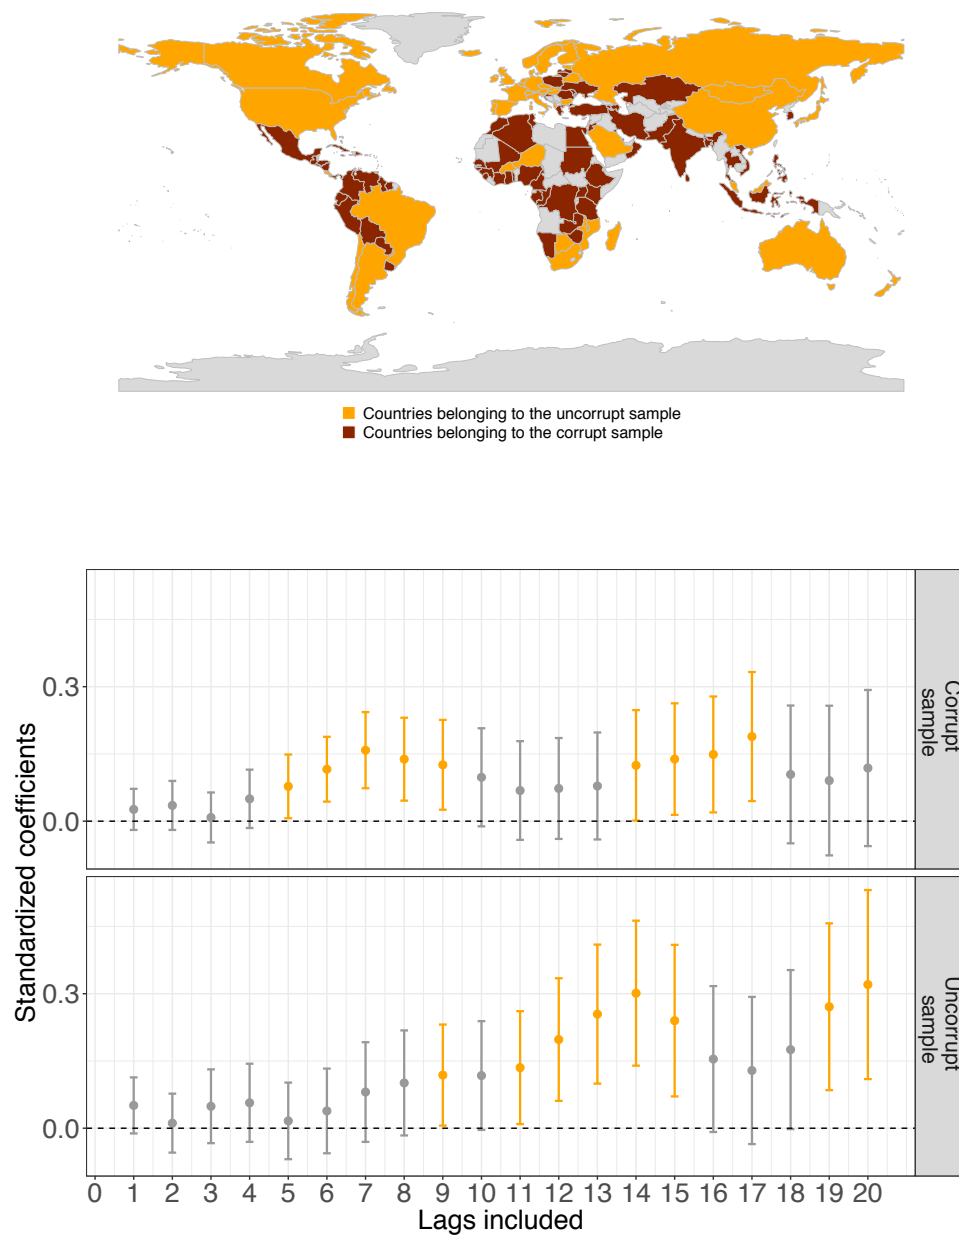 Countries belonging to the uncorrupt sample
Countries belonging to the corrupt sample
Standardized coefficients
0.3
0.0
Corrupt
sample
0.3
0.0
Uncorrupt
sample
0 1 2 3 4 5 6 7 8 9 10 11 12 13 14 15 16 17 18 19 20
Lags included